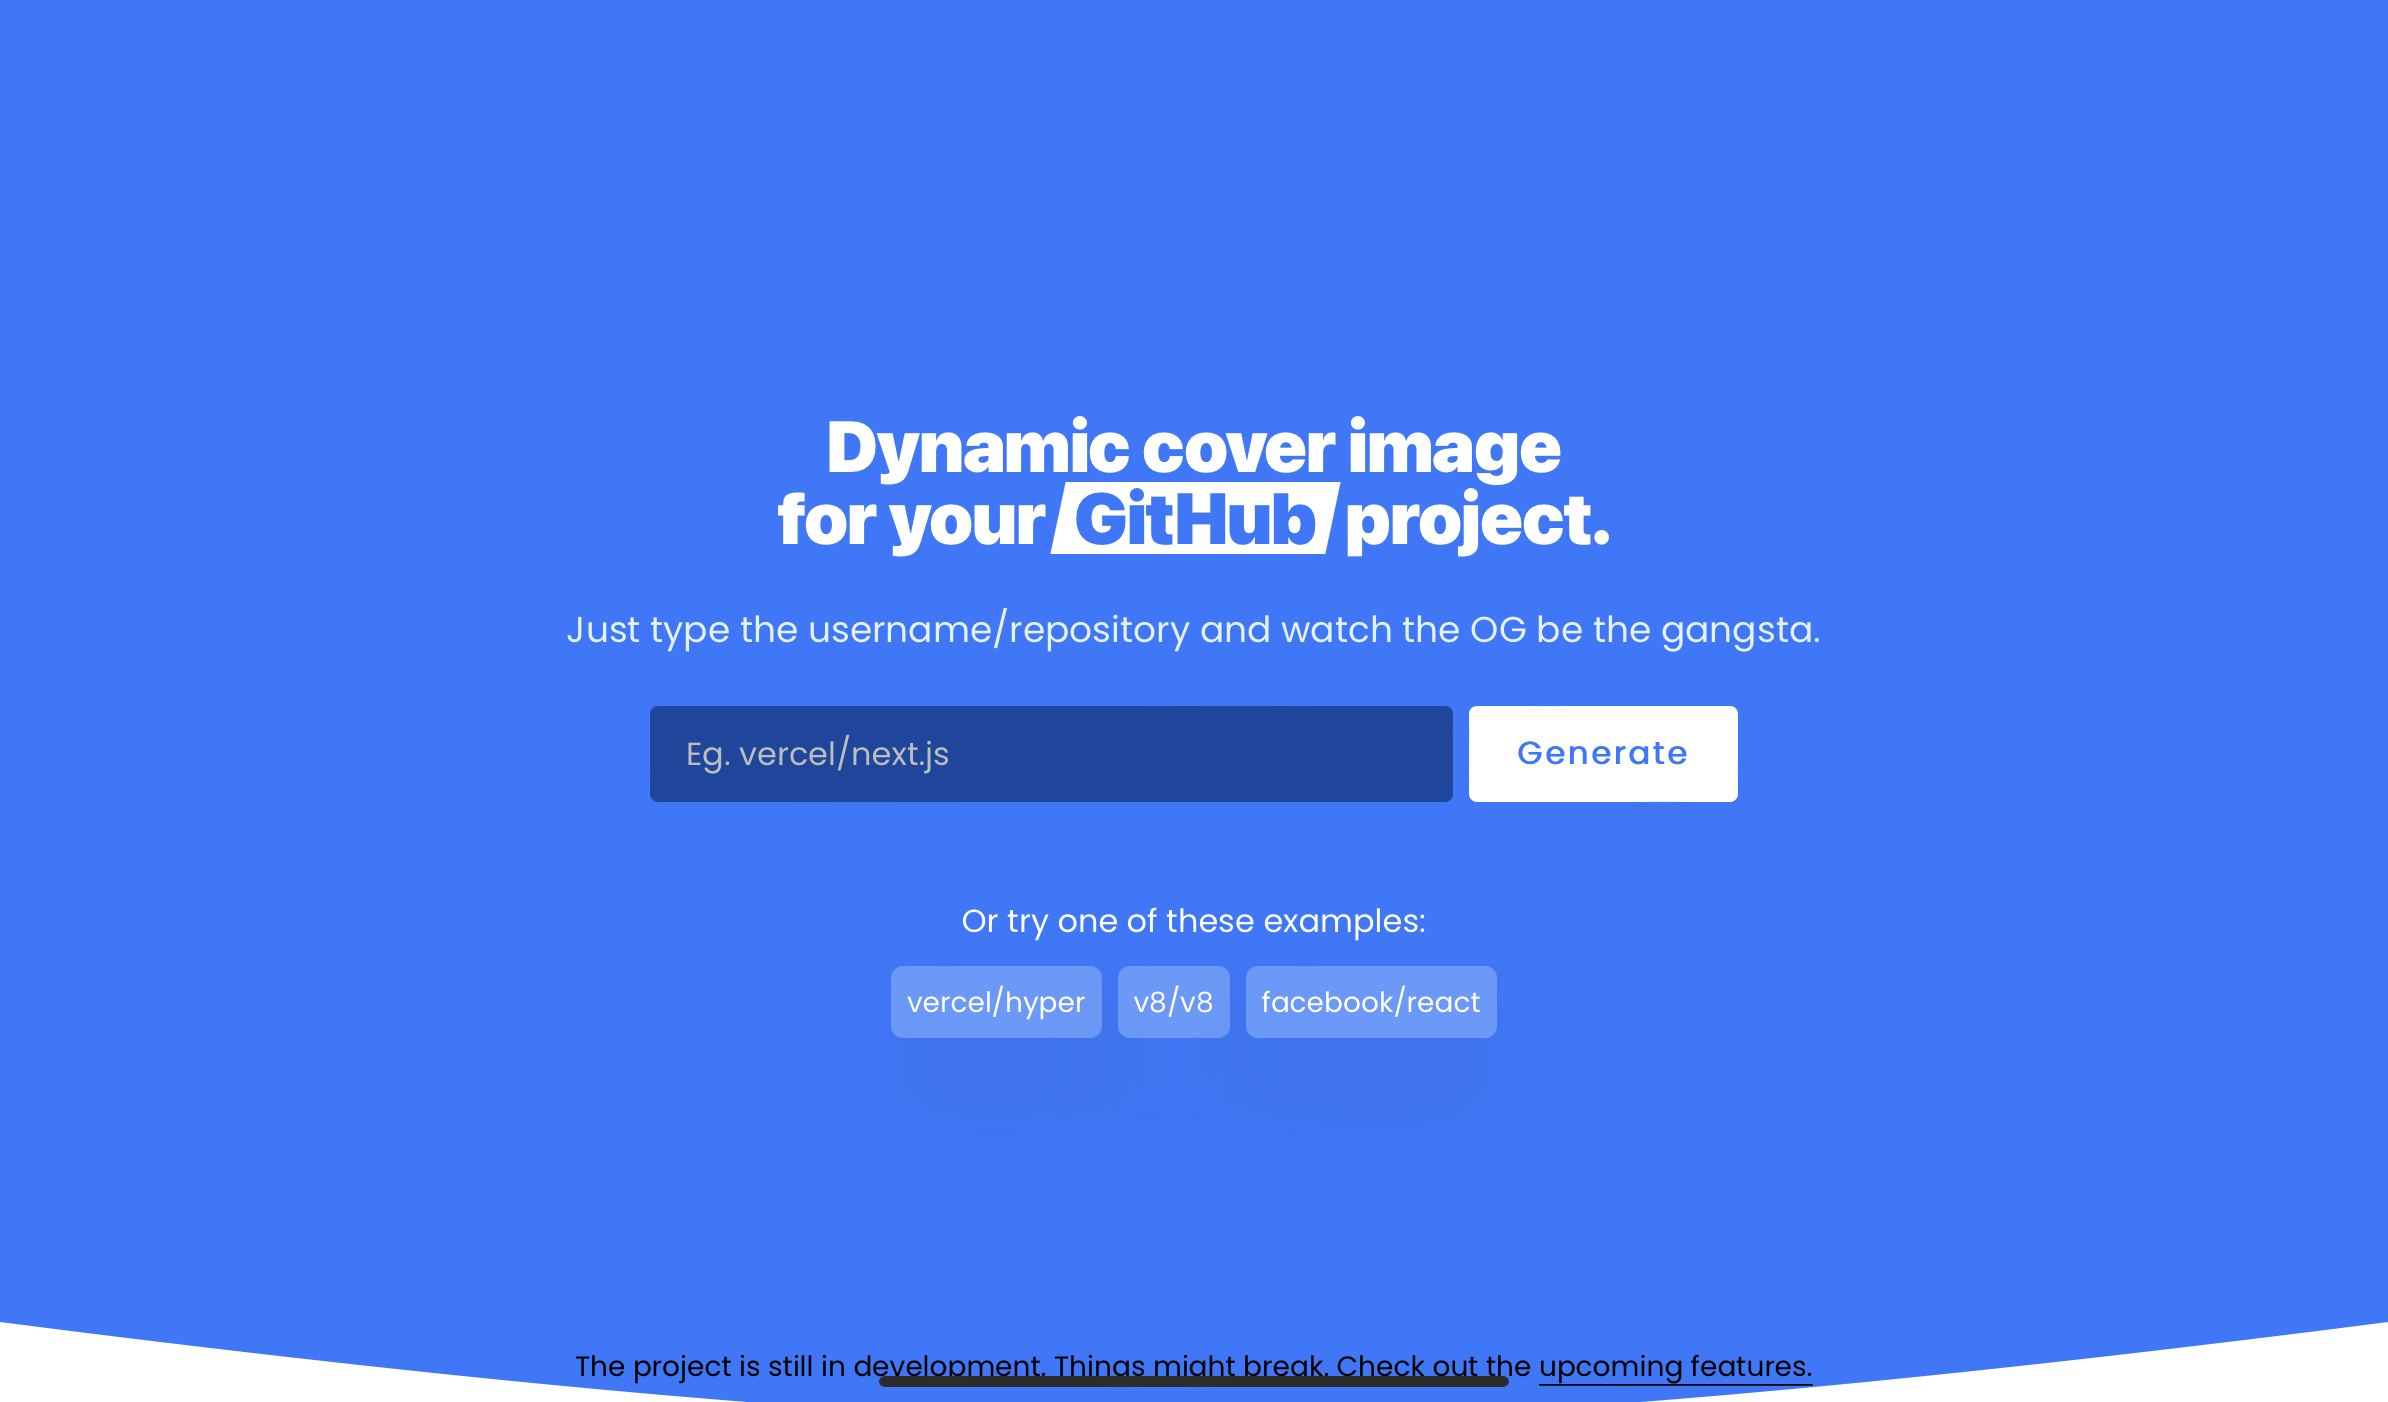 Dynamic cover image
for your GitHub project.
Just type the username/repository and watch the OG be the gangsta.
Eg. vercel/next.js
Generate
Or try one of these examples:
vercel/hyper
v8/v8
facebook/react
The project is still in development. Things might break. Check out the upcoming features.